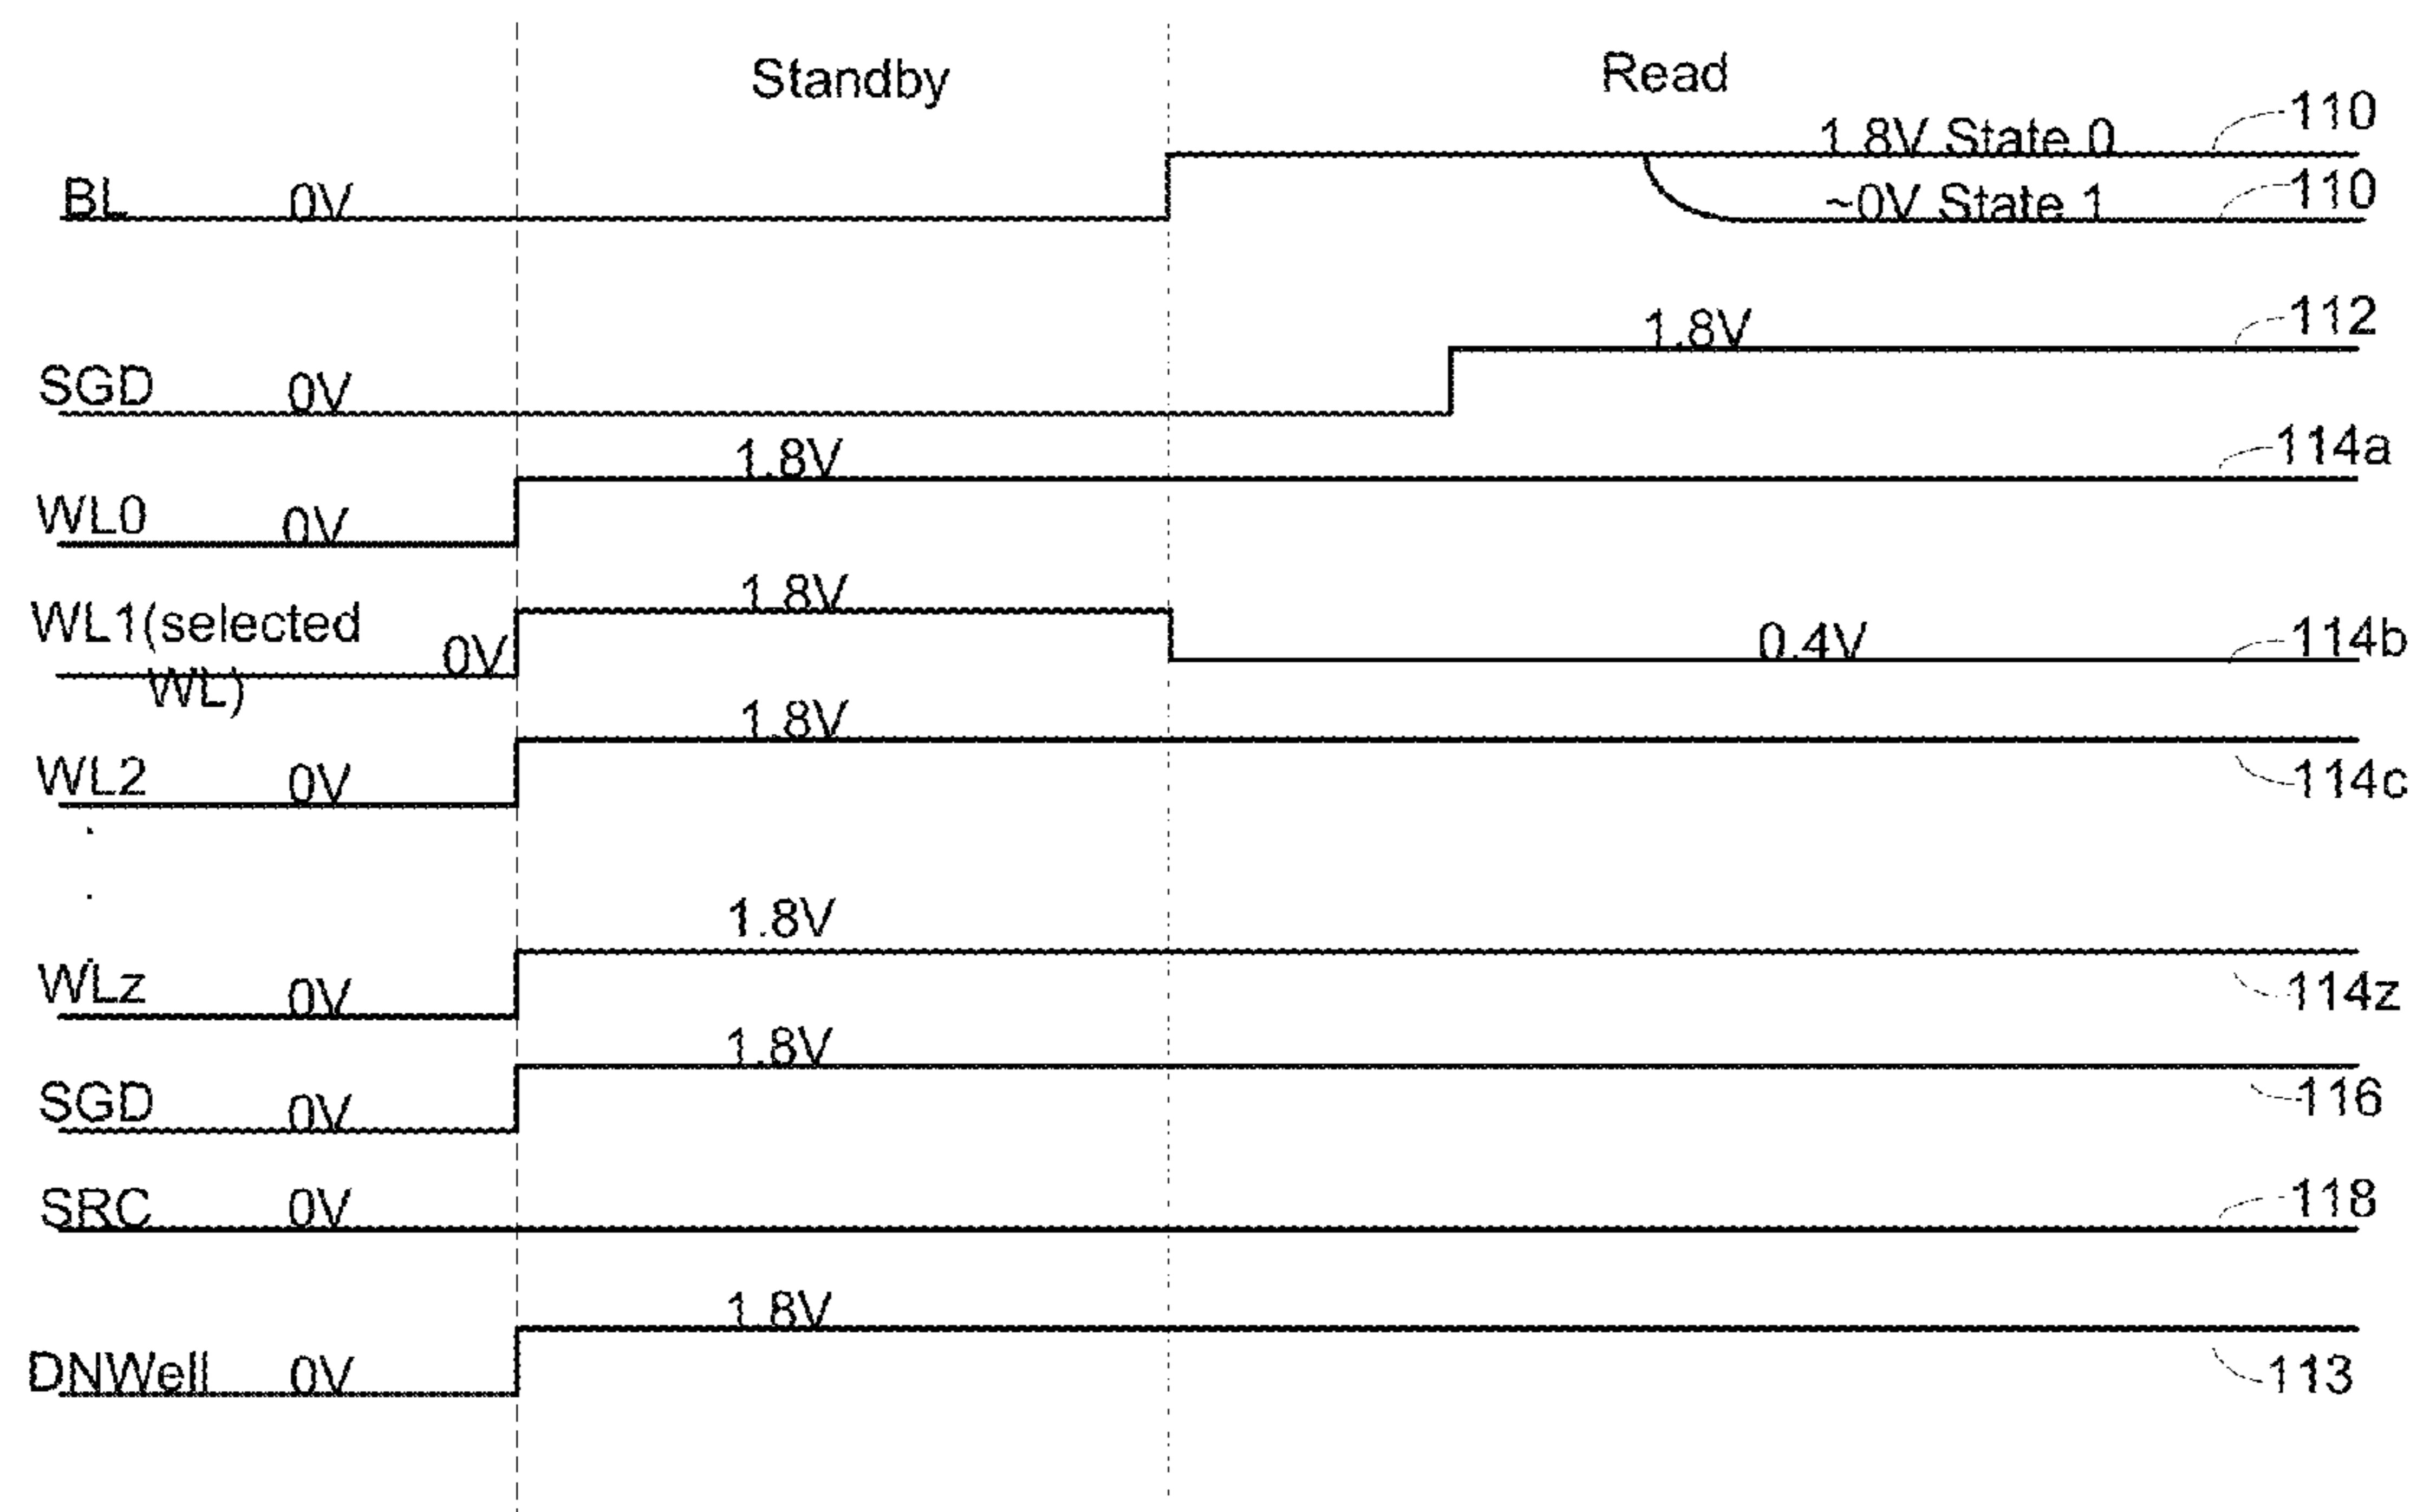 Standby
Read
1.8V State 0
110
BL
0V
~0V State 1
110
1.8V
112
SGD
0V
1.8V
114a
WL0
0V
1.8V
WL1(selected
WL)
0V
0.4V
114b
1.8V
WL2
0V
114c
1.8V
WLz
0V
114z
1.8V
SGD
0V
116
SRC
0V
118
1.8V
DNWell
0V
113